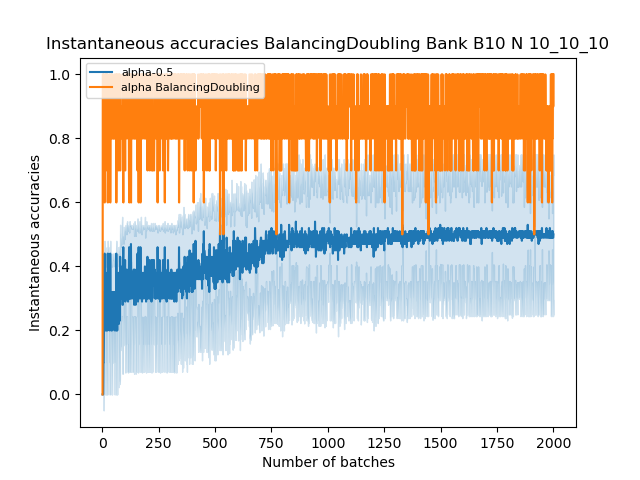 Instantaneous accuracies BalancingDoubling Bank B10 N 10_10_10
alpha-0.5
alpha BalancingDoubling
1.0
0.8
0.6
0.4
0.2
0.0
Instantaneous accuracies
0 250 500 750 1000 1250 1500 1750 2000
Number of batches